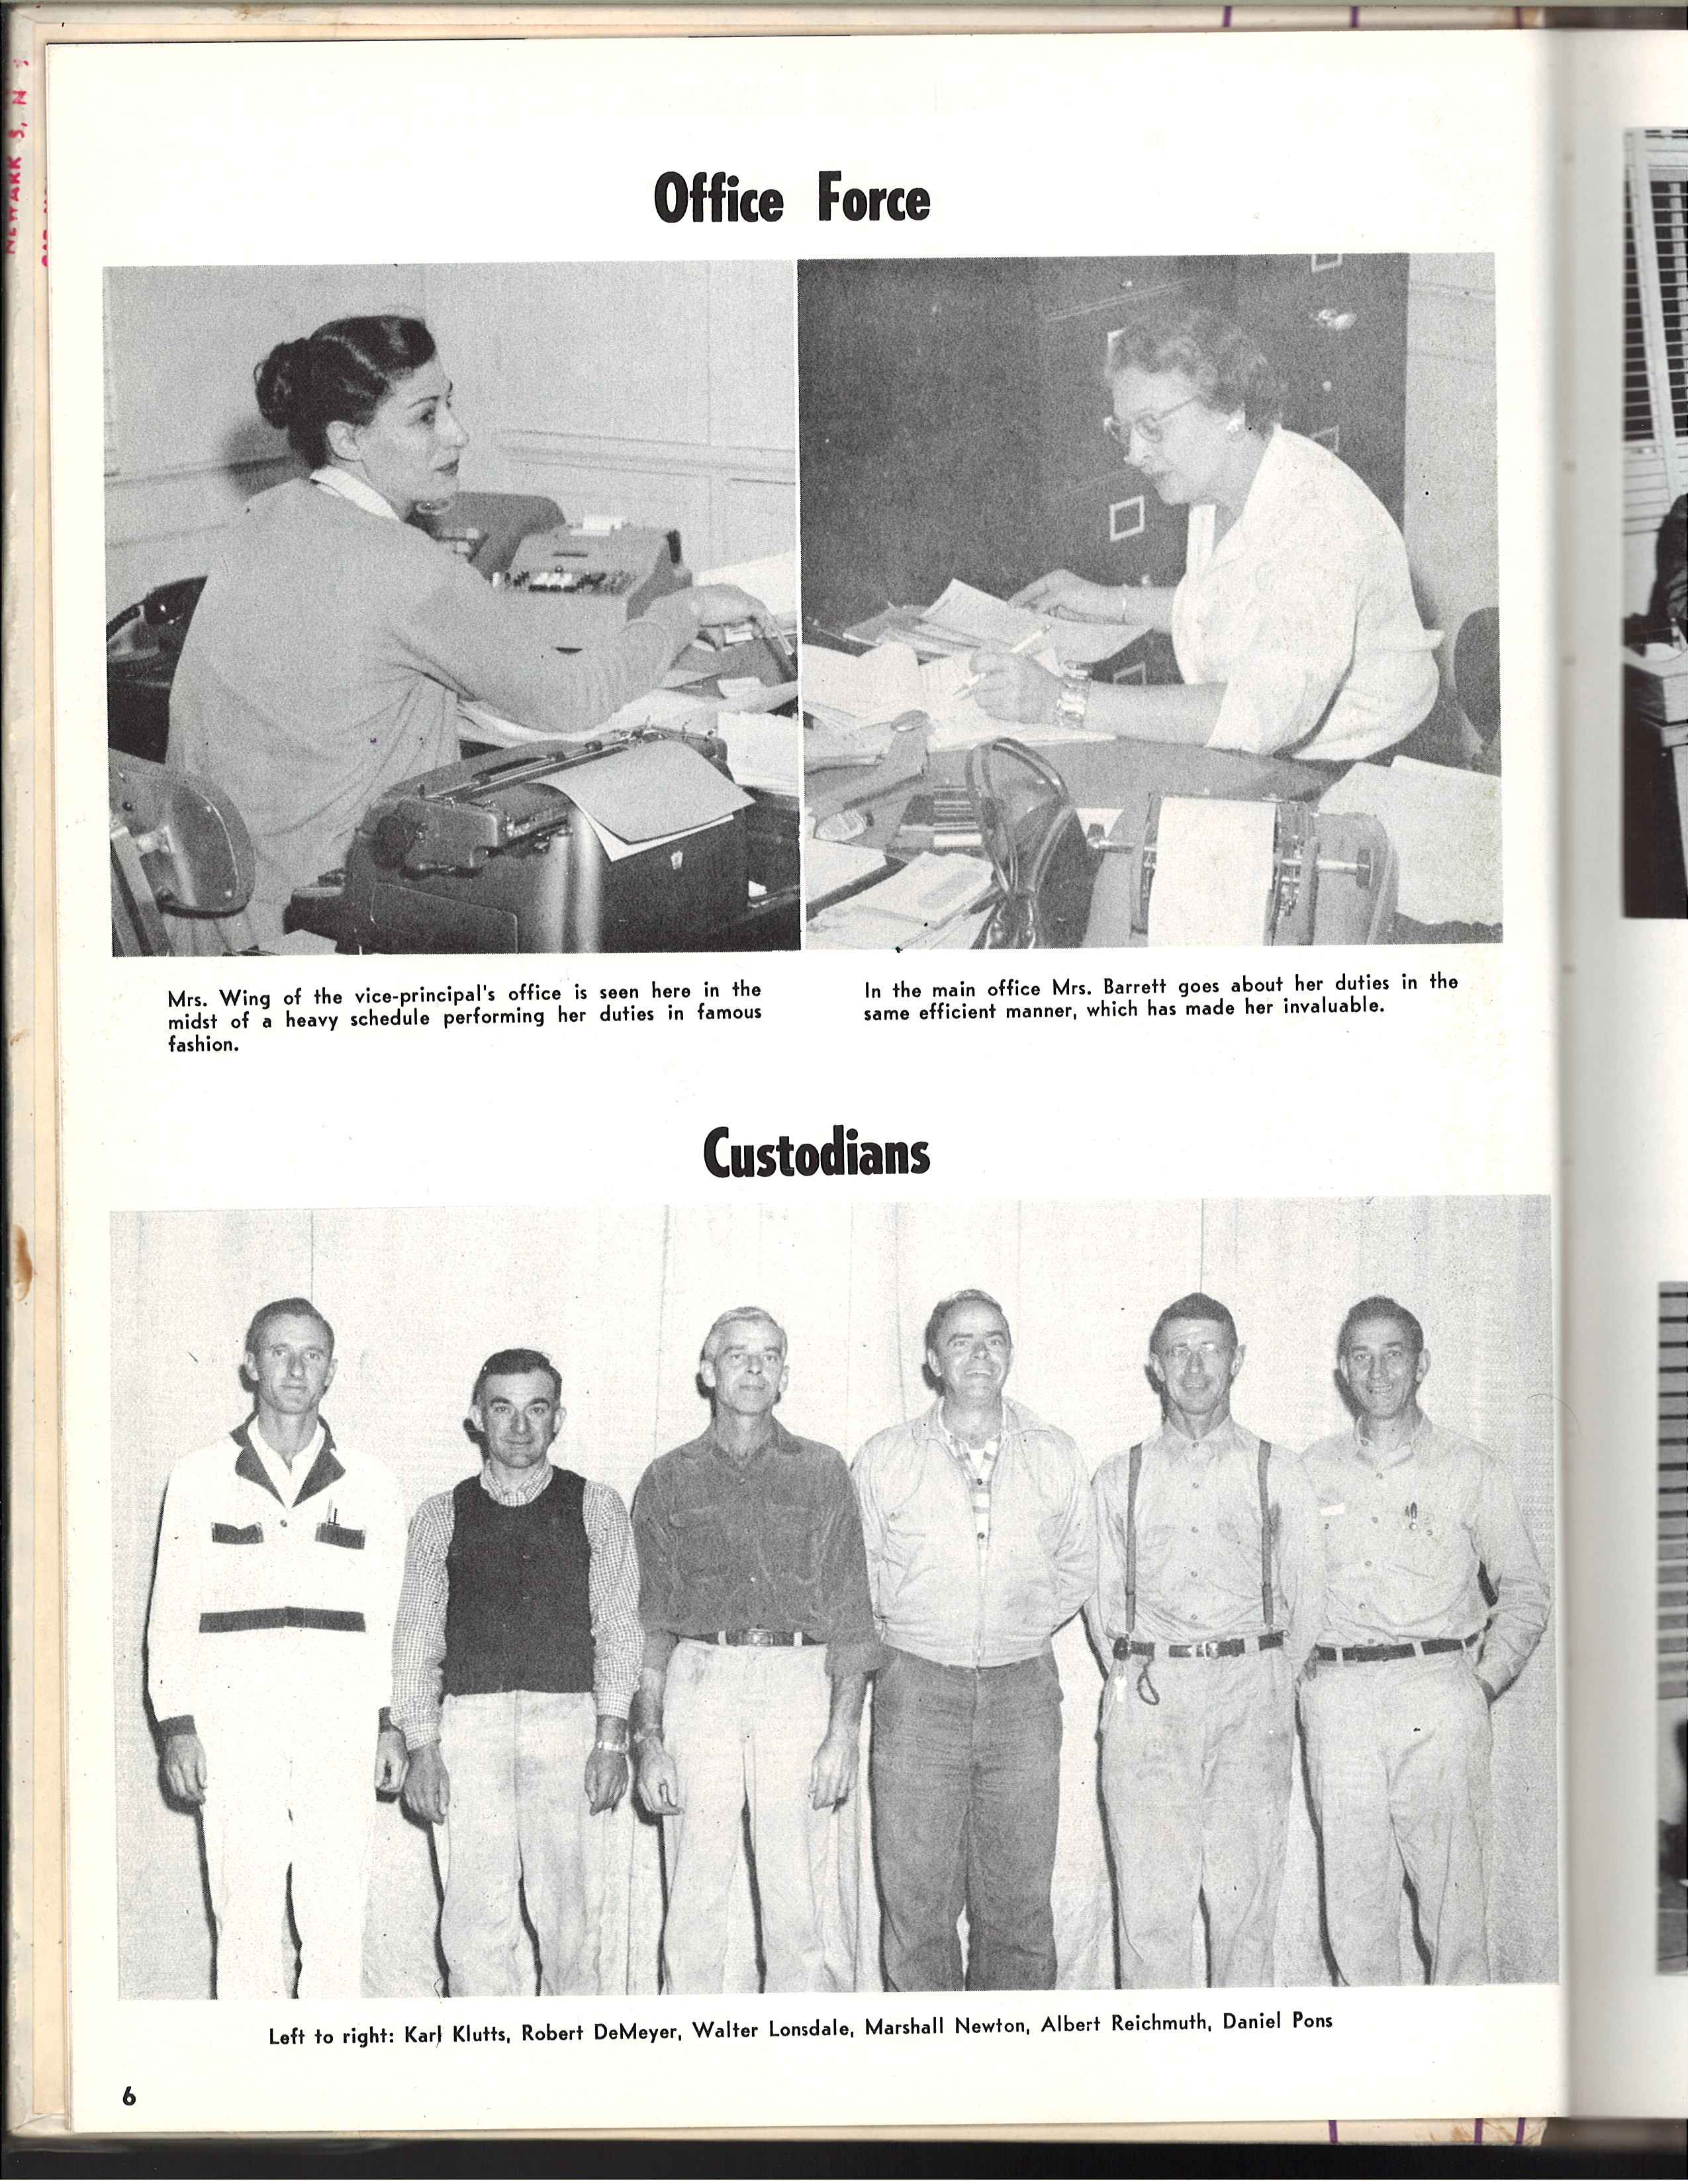 NEWARK 5, N
Office Force
Mrs. Wing of the vice-principal's office is seen here in the
midst of a heavy schedule performing her duties in famous
fashion.
In the main office Mrs. Barrett goes about her duties in the
same efficient manner, which has made her invaluable.
Custodians
Left to right: Karl Klutts, Robert DeMeyer, Walter Lonsdale, Marshall Newton, Albert Reichmuth, Daniel Pons
6